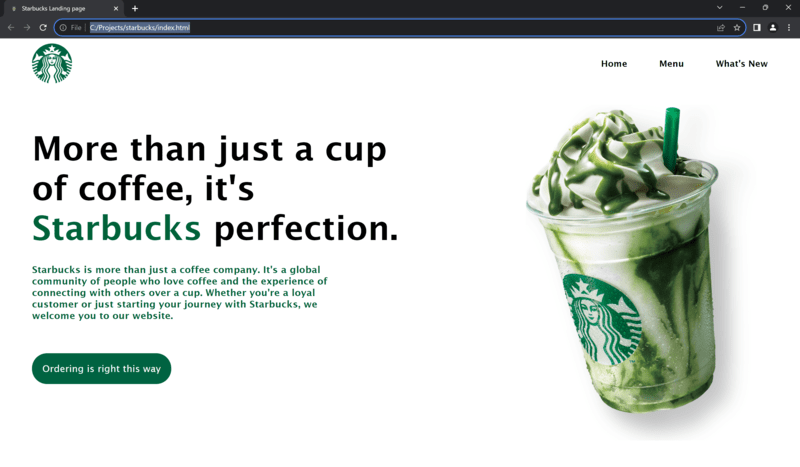 Starbucks Landing page
File
C:/Projects/starbucks/index.html
Home
Menu
What's New
More than just a cup
of coffee, it's
Starbucks perfection.
Starbucks is more than just a coffee company. It's a global
community of people who love coffee and the experience of
connecting with others over a cup. Whether you're a loyal
customer or just starting your journey with Starbucks, we
welcome you to our website.
Ordering is right this way